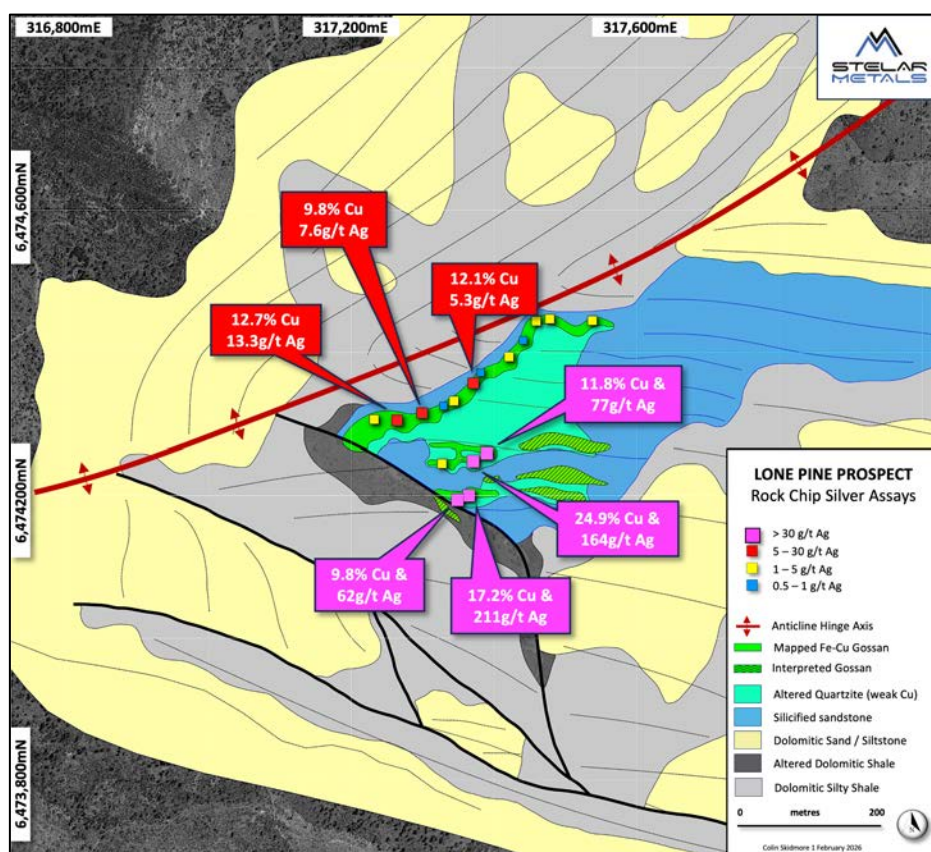 316,800mE
317,200mE
317,600mE
STELAR
METALS
6,474,600mN
6,474200mN
6,473,800mN
9.8% Cu
7.6g/t Ag
12.1% Cu
5.3g/t Ag
12.7% Cu
13.3g/t Ag
11.8% Cu &
77g/t Ag
24.9% Cu &
164g/t Ag
9.8% Cu &
62g/t Ag
17.2% Cu &
211g/t Ag
LONE PINE PROSPECT
Rock Chip Silver Assays
> 30 g/t Ag
5 – 30 g/t Ag
1 – 5 g/t Ag
0.5 – 1 g/t Ag
Anticline Hinge Axis
Mapped Fe-Cu Gossan
Interpreted Gossan
Altered Quartzite (weak Cu)
Silicified sandstone
Dolomitic Sand / Siltstone
Altered Dolomitic Shale
Dolomitic Silty Shale
0 metres 200
Colin Skidmore 1 February 2026